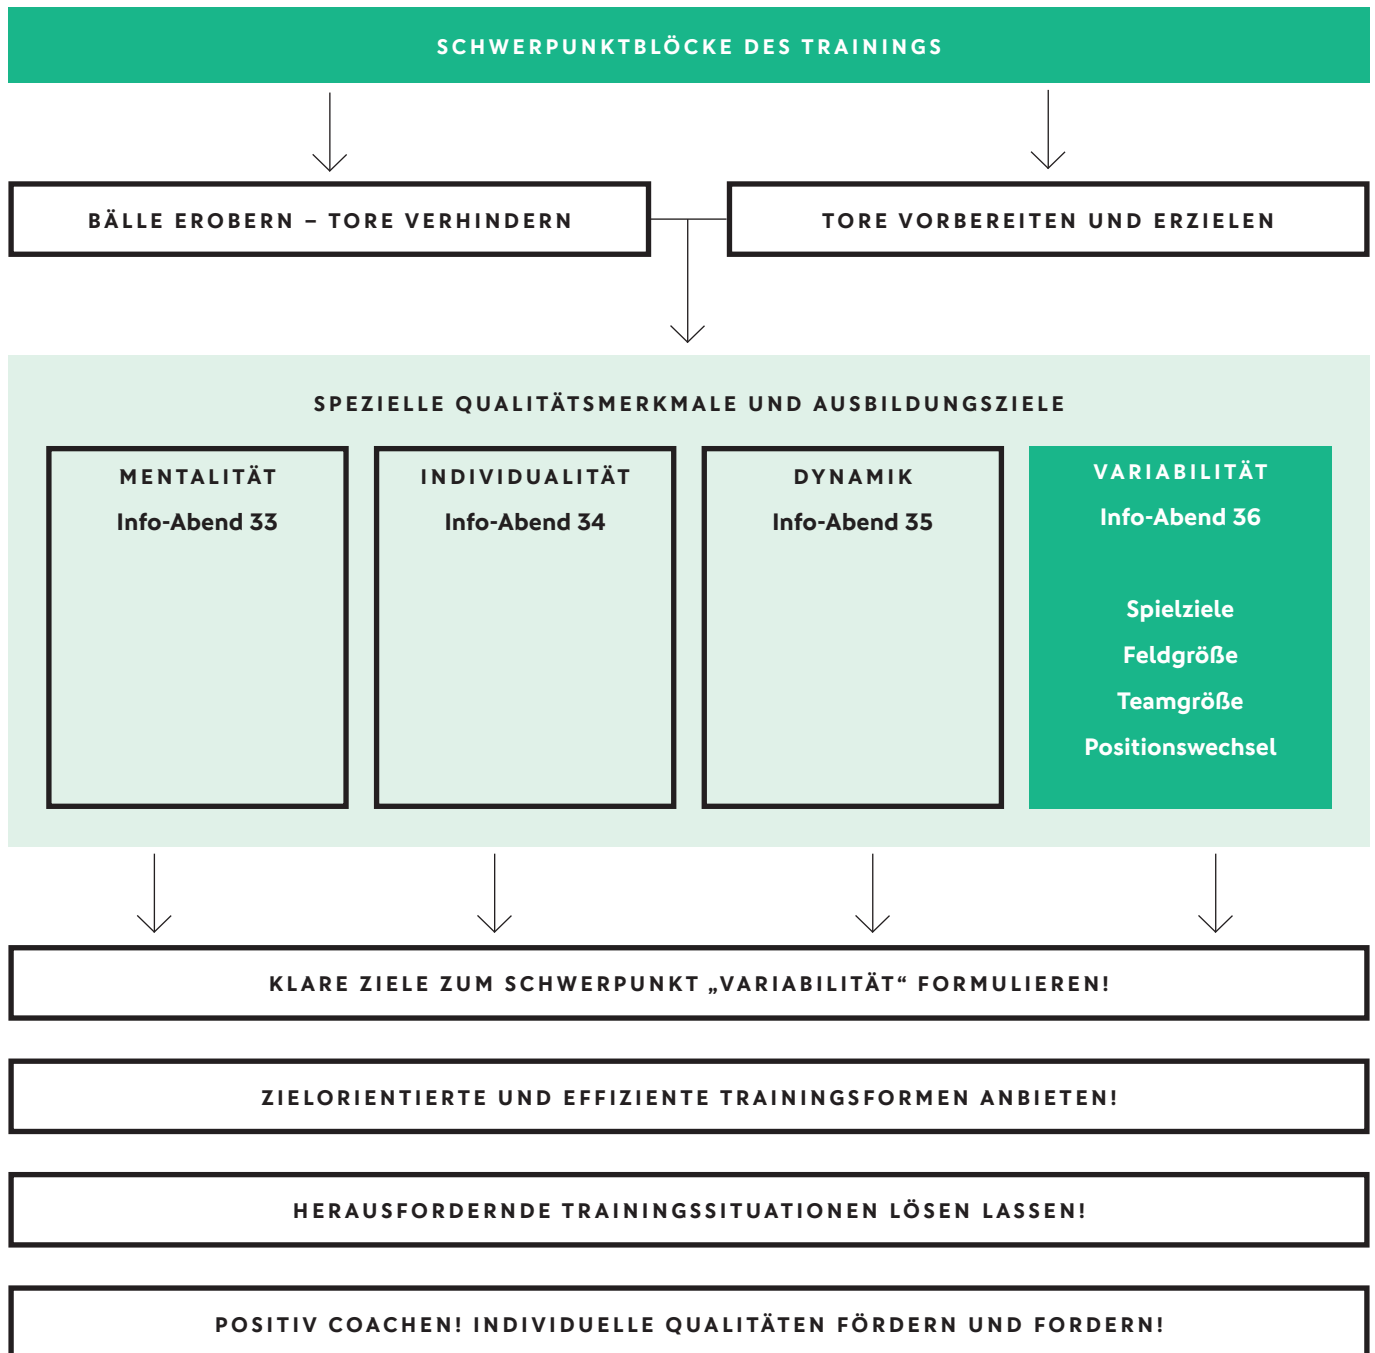 SCHWERPUNKTBLÖCKE DES TRAININGS
BÄLLE EROBERN – TORE VERHINDERN
TORE VORBEREITEN UND ERZIELEN
SPEZIELLE QUALITÄTSMERKMALE UND AUSBILDUNGSZIELE
MENTALITÄT
Info-Abend 33
INDIVIDUALITÄT
Info-Abend 34
DYNAMIK
Info-Abend 35
VARIABILITÄT
Info-Abend 36
Spielziele
Feldgröße
Teamgröße
Positionswechsel
KLARE ZIELE ZUM SCHWERPUNKT „VARIABILITÄT“ FORMULIEREN!
ZIELORIENTIERTE UND EFFIZIENTE TRAININGSFORMEN ANBIETEN!
HERAUSFORDERNDE TRAININGSSITUATIONEN LÖSEN LASSEN!
POSITIV COACHEN! INDIVIDUELLE QUALITÄTEN FÖRDERN UND FORDERN!